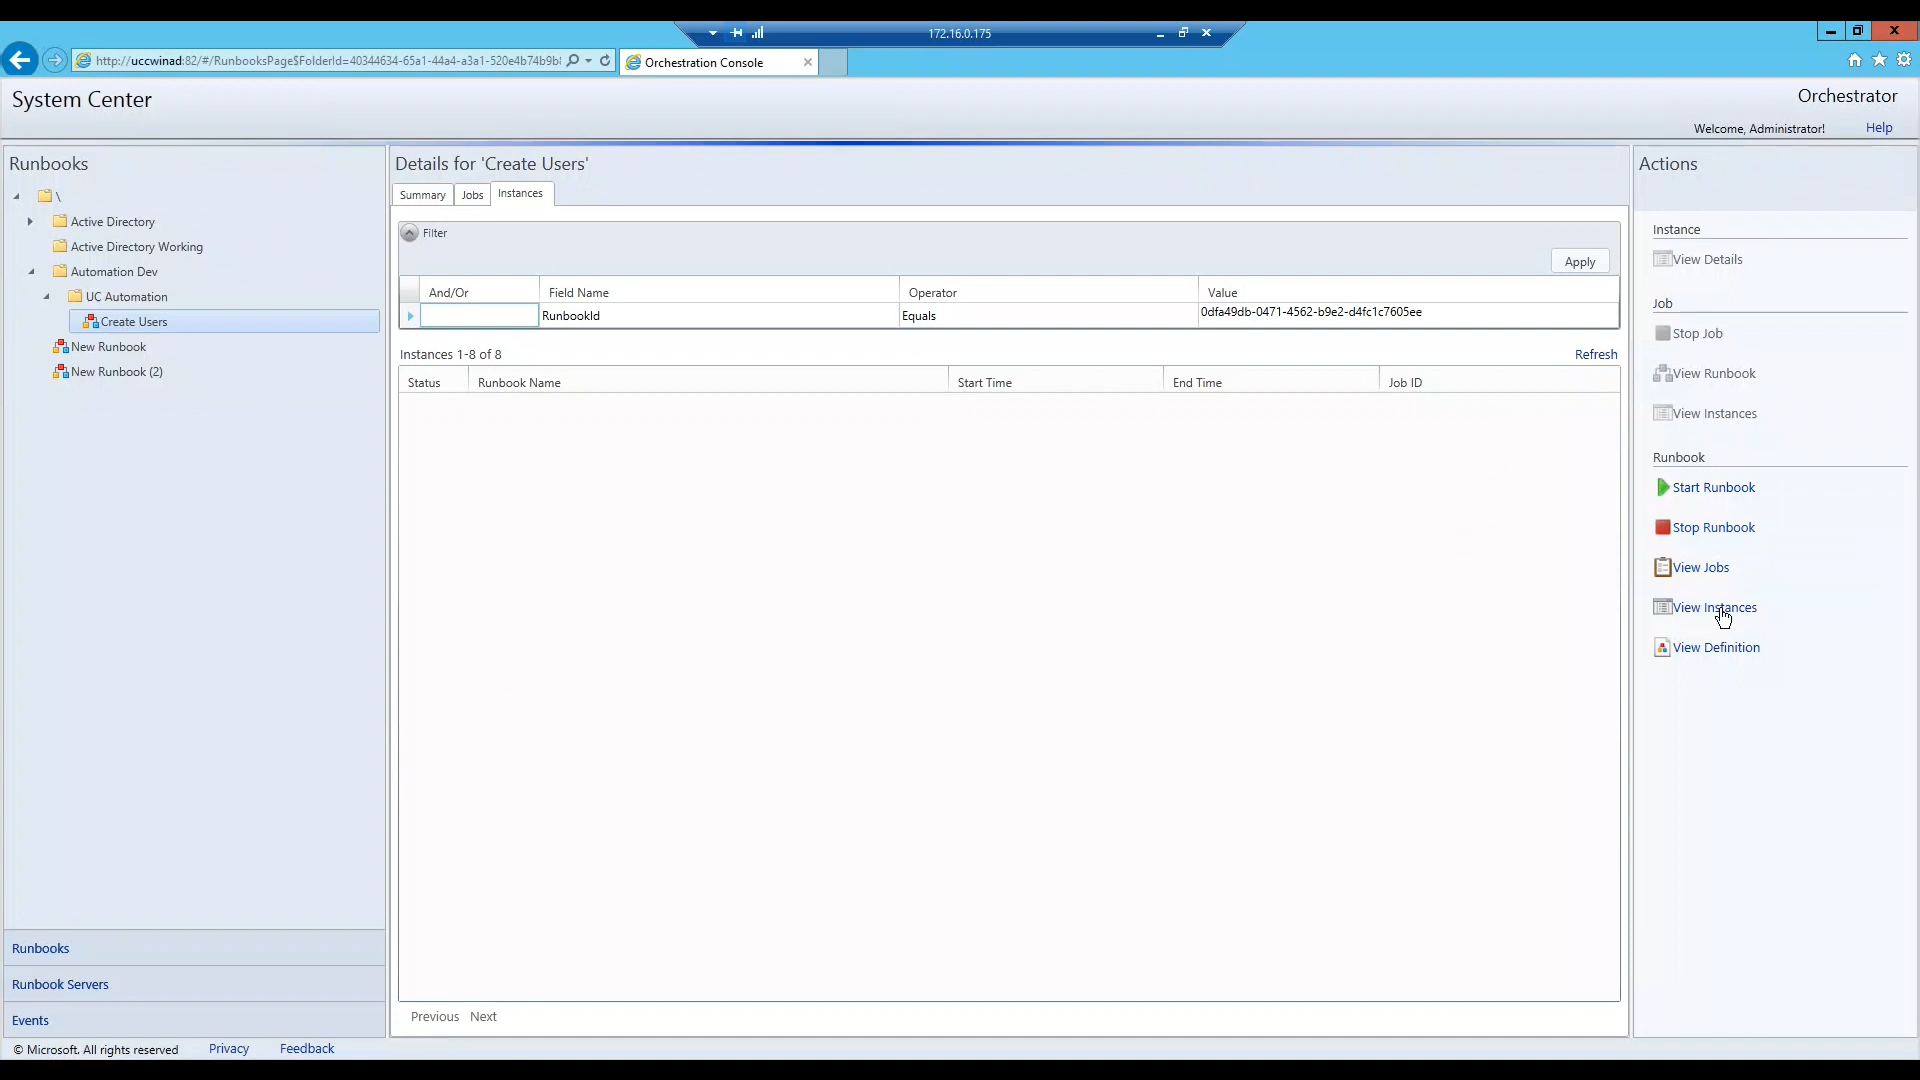 172.16.0.175
http://uccwinad:82/#/RunbooksPage$FolderId=40344634-65a1-44a4-a3a1-520e4b74b9b
Orchestration Console
System Center
Orchestrator
Welcome, Administrator!
Help
Runbooks
\
Active Directory
Active Directory Working
Automation Dev
UC Automation
Create Users
New Runbook
New Runbook (2)
Runbooks
Runbook Servers
Events
Details for 'Create Users'
Summary
Jobs
Instances
Filter
Apply
And/Or
Field Name
Operator
Value
RunbookId
Equals
0dfa49db-0471-4562-b9e2-d4fc1c7605ee
Instances 1-8 of 8
Refresh
Status
Runbook Name
Start Time
End Time
Job ID
Previous
Next
Actions
Instance
View Details
Job
Stop Job
View Runbook
View Instances
Runbook
Start Runbook
Stop Runbook
View Jobs
View Instances
View Definition
© Microsoft. All rights reserved
Privacy
Feedback